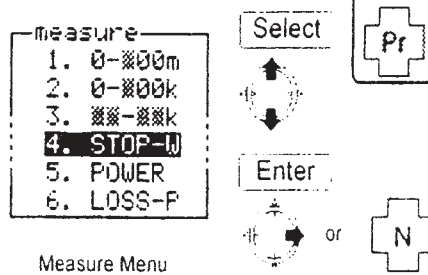 measure
1. 0-※00m
2. 0-※00k
3. ※※-※※k
4. STOP-W
5. POWER
6. LOSS-P
Measure Menu
Select
Pr
Enter
or
N